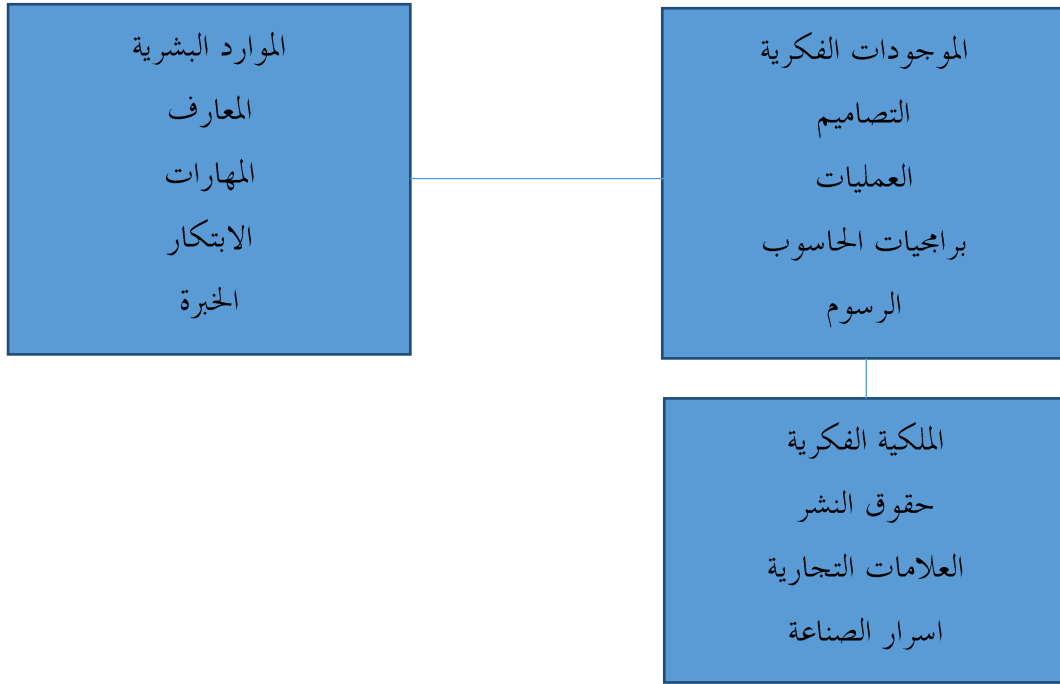 الموجودات الفكرية
التصاميم
العمليات
برامجيات الحاسوب
الرسوم
الموارد البشرية
المعارف
المهارات
الابتكار
الخبرة
الملكية الفكرية
حقوق النشر
العلامات التجارية
اسرار الصناعة